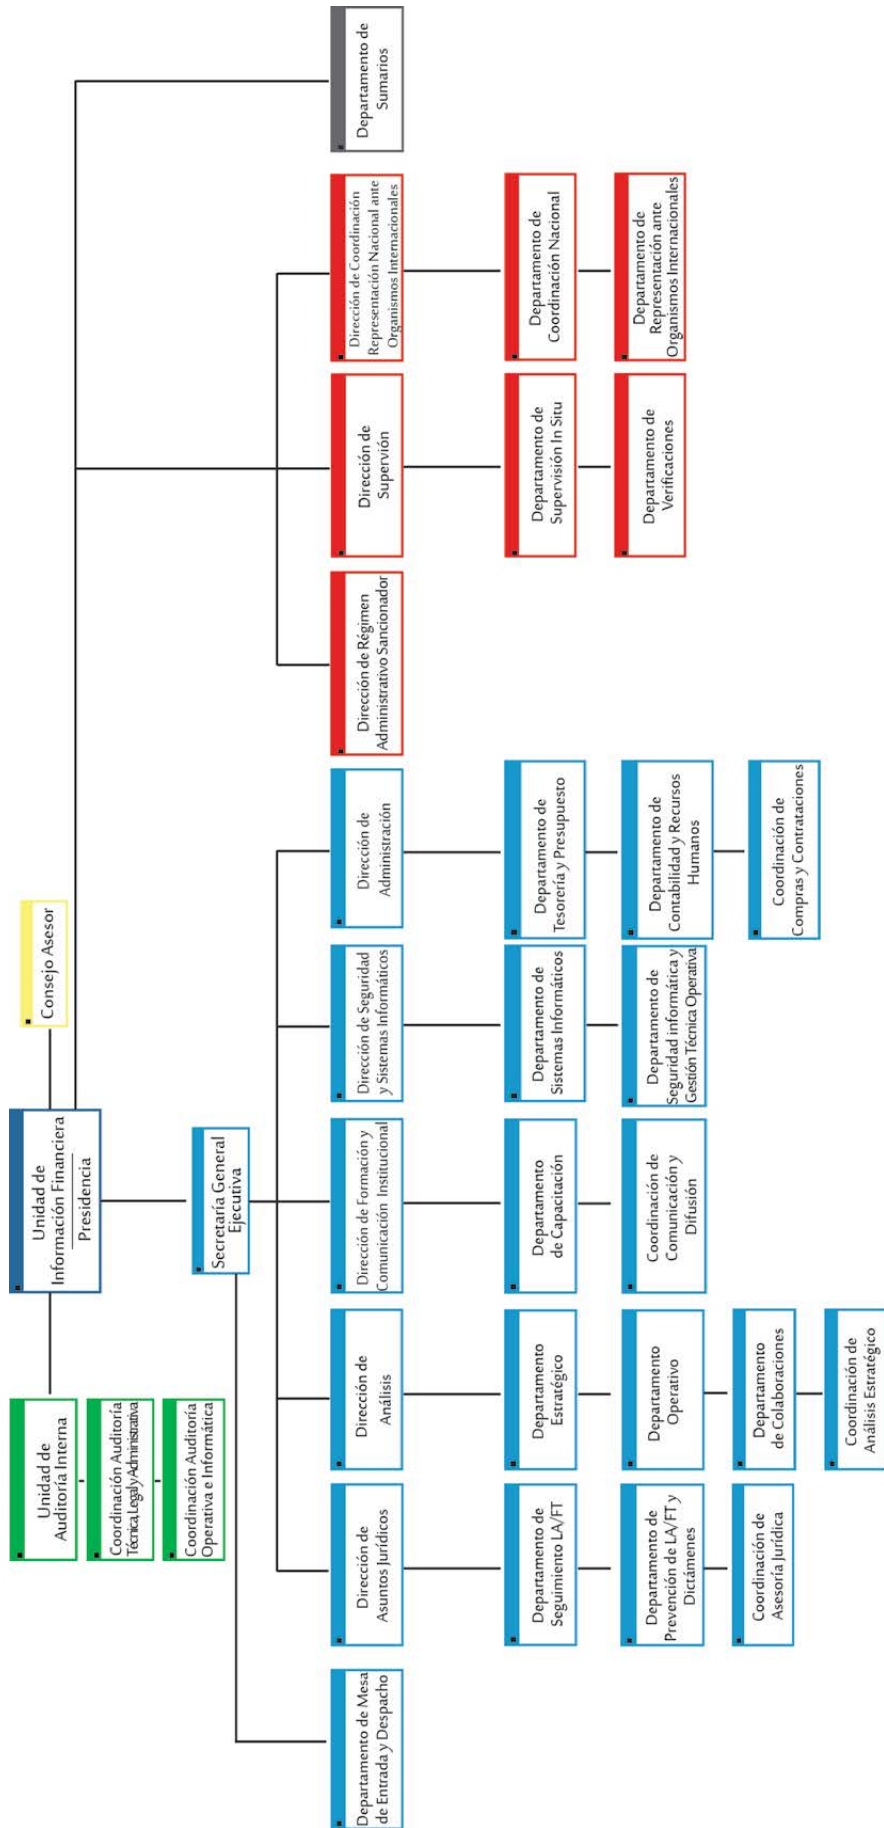 Unidad de
Información Financiera
Presidencia
Consejo Asesor
Unidad de
Auditoría Interna
Coordinación Auditoría
Técnica, Legal y Administrativa
Coordinación Auditoría
Operativa e Informática
Secretaría General
Ejecutiva
Departamento de Mesa
de Entrada y Despacho
Dirección de
Asuntos Jurídicos
Dirección de
Análisis
Dirección de Formación y
Comunicación Institucional
Dirección de Seguridad
y Sistemas Informáticos
Dirección de
Administración
Dirección de Régimen
Administrativo Sancionador
Dirección de
Supervión
Dirección de Coordinación
Representación Nacional ante
Organismos Internacionales
Departamento de
Sumarios
Departamento de
Seguimiento LA/FT
Departamento
Estratégico
Departamento
de Capacitación
Departamento de
Sistemas Informáticos
Departamento de
Tesorería y Presupuesto
Departamento de
Supervisión In Situ
Departamento de
Coordinación Nacional
Departamento de
Prevención de LA/FT y
Dictámenes
Departamento
Operativo
Coordinación de
Comunicación y
Difusión
Departamento de
Seguridad informática y
Gestión Técnica Operativa
Departamento de
Contabilidad y Recursos
Humanos
Departamento de
Verificaciones
Departamento de
Representación ante
Organismos Internacionales
Coordinación de
Asesoría Jurídica
Departamento
de Colaboraciones
Coordinación de
Compras y Contrataciones
Coordinación de
Análisis Estratégico